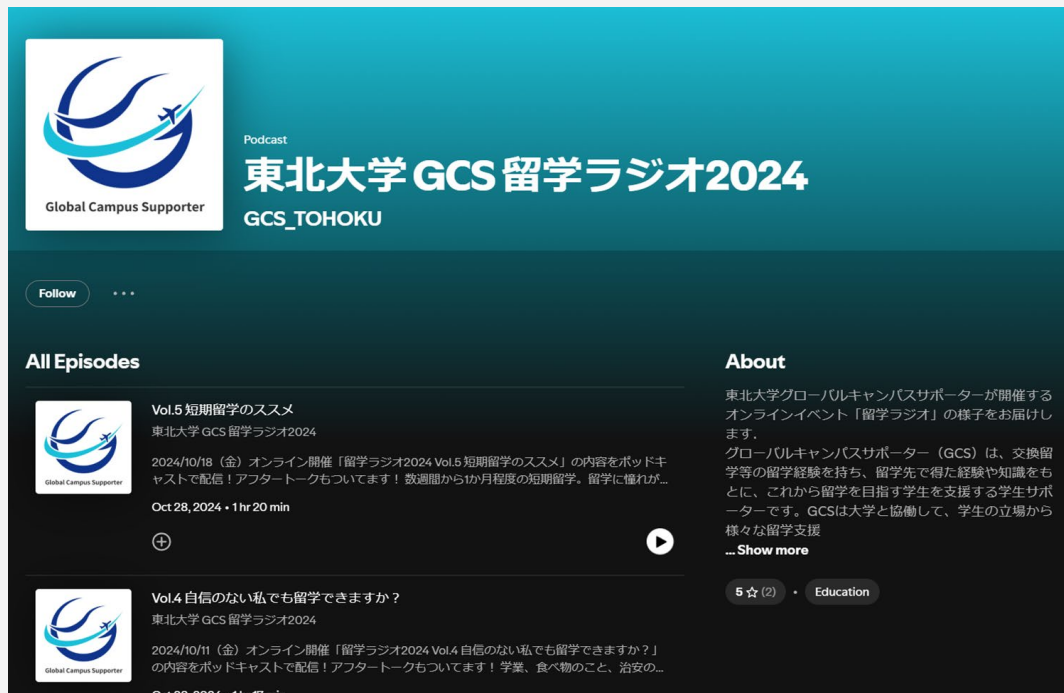 Global Campus Supporter
Podcast
東北大学 GCS 留学ラジオ2024
GCS_TOHOKU
Follow
All Episodes
Global Campus Supporter
Vol.5 短期留学のススメ
東北大学 GCS 留学ラジオ2024
2024/10/18（金）オンライン開催「留学ラジオ2024 Vol.5 短期留学のススメ」の内容をポッドキ
ャストで配信！アフタートークもついてます！ 数週間から1か月程度の短期留学。留学に憧れが...
Oct 28, 2024 • 1 hr 20 min
Global Campus Supporter
Vol.4 自信のない私でも留学できますか？
東北大学 GCS 留学ラジオ2024
2024/10/11（金）オンライン開催「留学ラジオ2024 Vol.4 自信のない私でも留学できますか？」
の内容をポッドキャストで配信！アフタートークもついてます！ 学業、食べ物のこと、治安の...
About
東北大学グローバルキャンパスサポーターが開催する
オンラインイベント「留学ラジオ」の様子をお届けし
ます．
グローバルキャンパスサポーター（GCS）は、交換留
学等の留学経験を持ち、留学先で得た経験や知識をも
とに、これから留学を目指す学生を支援する学生サポ
ーターです。GCSは大学と協働して、学生の立場から
様々な留学支援
... Show more
5 ☆ (2) • Education